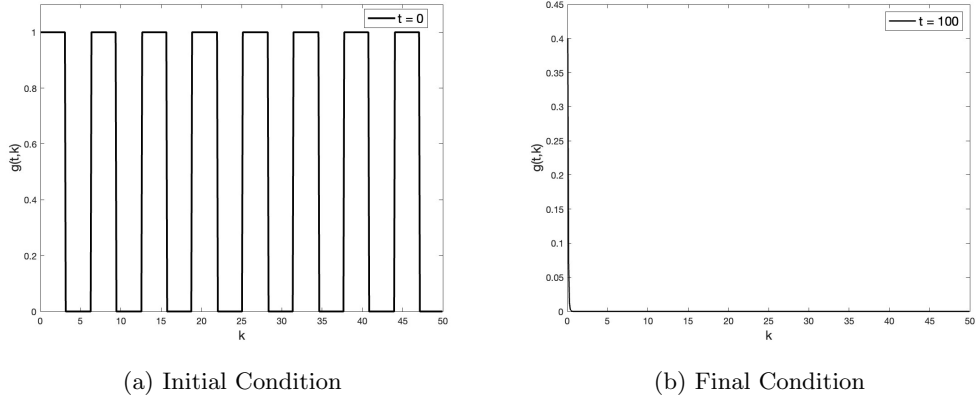 t = 0
1
0.8
0.6
0.4
0.2
0
g(t,k)
0 5 10 15 20 25 30 35 40 45 50
k
(a) Initial Condition
t = 100
0.45
0.4
0.35
0.3
0.25
0.2
0.15
0.1
0.05
0
g(t,k)
0 5 10 15 20 25 30 35 40 45 50
k
(b) Final Condition